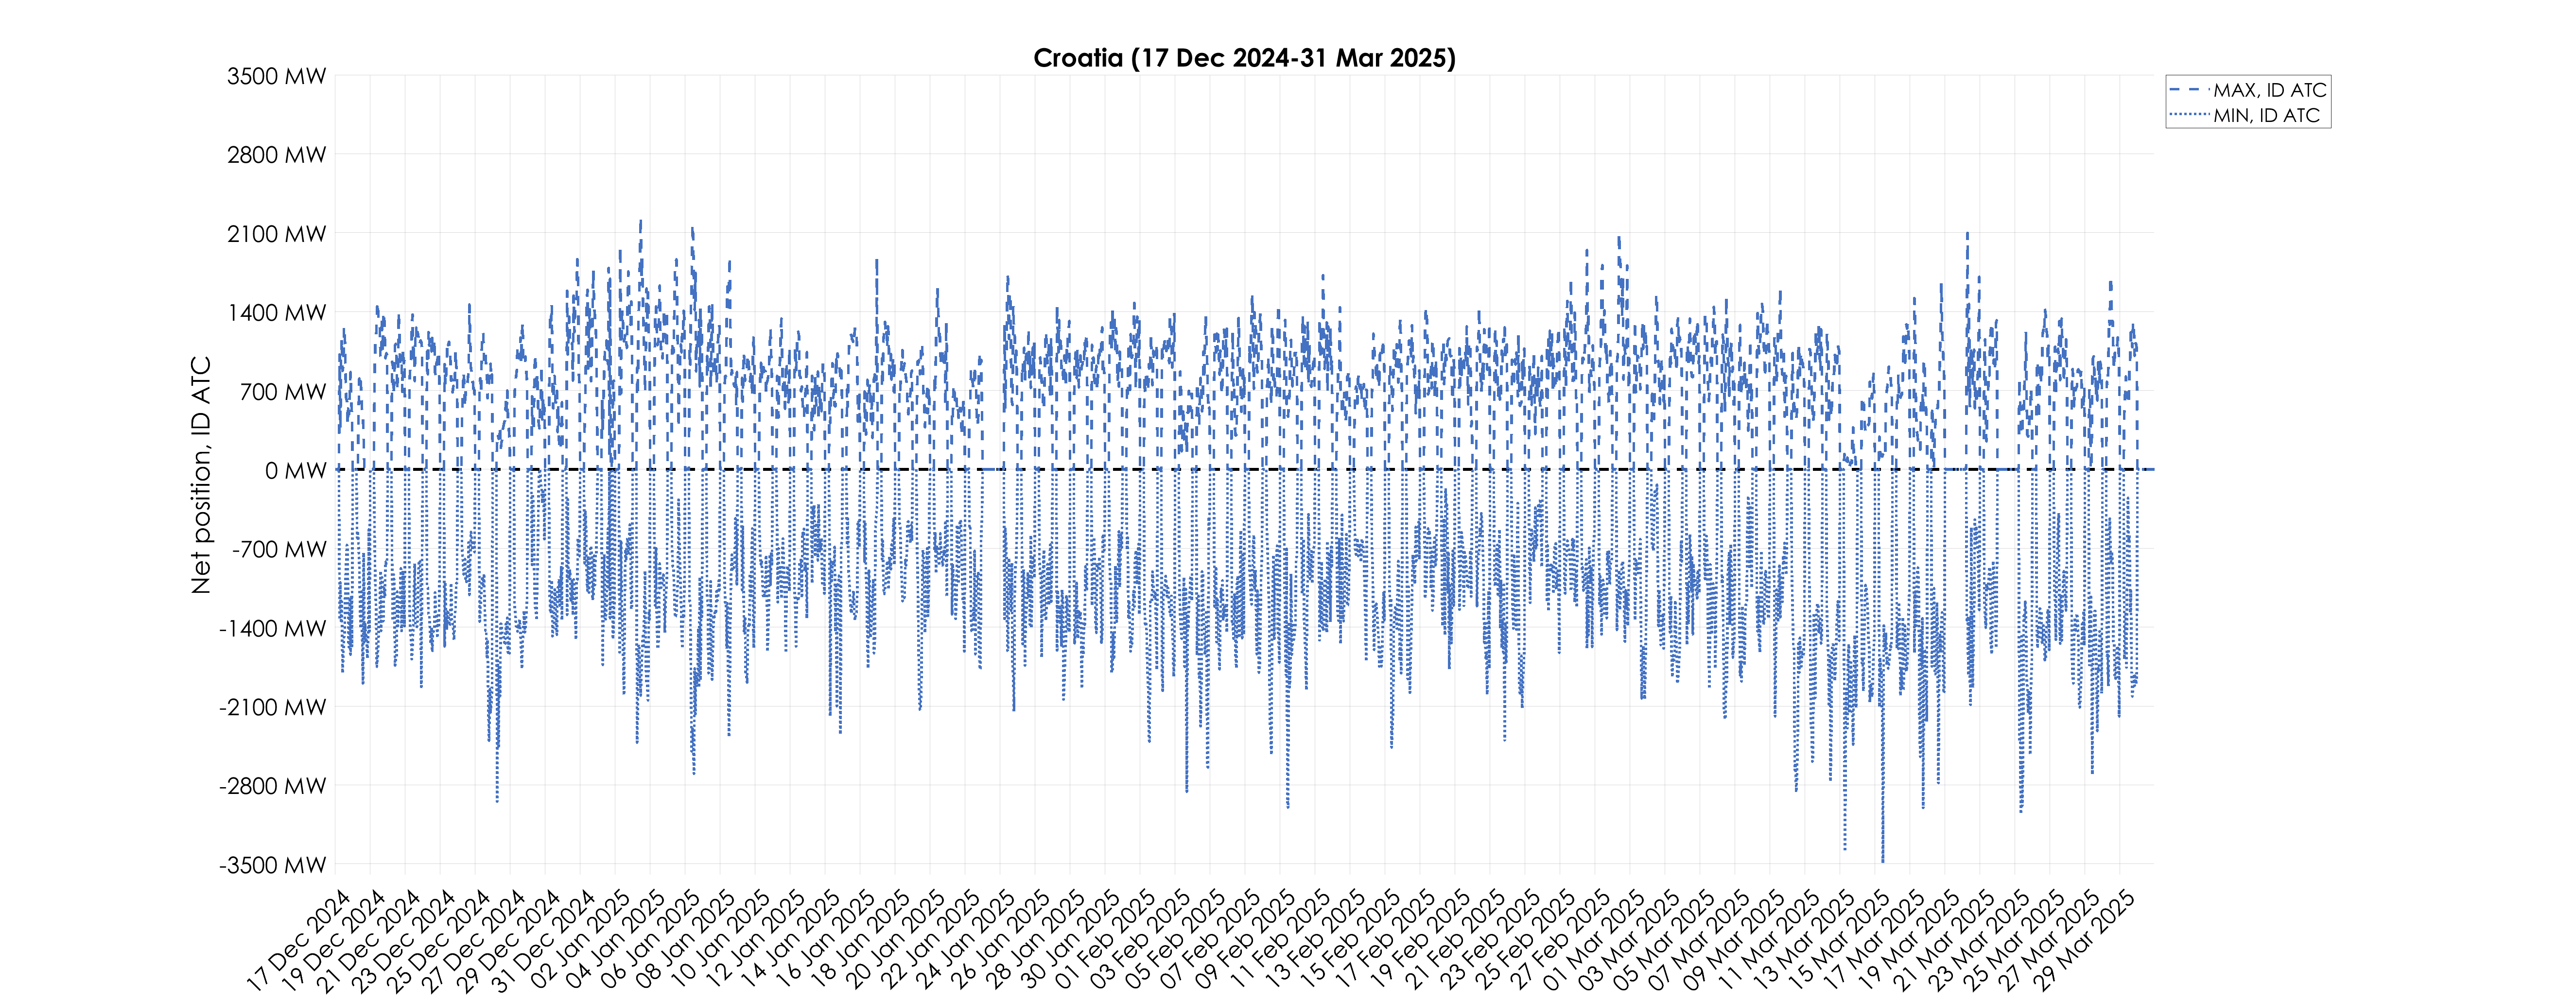 Croatia (17 Dec 2024-31 Mar 2025)
3500 MW
2800 MW
2100 MW
1400 MW
700 MW
0 MW
-700 MW
-1400 MW
-2100 MW
-2800 MW
-3500 MW
Net position, ID ATC
MAX, ID ATC
MIN, ID ATC
17 Dec 2024
19 Dec 2024
21 Dec 2024
23 Dec 2024
25 Dec 2024
27 Dec 2024
29 Dec 2024
31 Dec 2024
02 Jan 2025
04 Jan 2025
06 Jan 2025
08 Jan 2025
10 Jan 2025
12 Jan 2025
14 Jan 2025
16 Jan 2025
18 Jan 2025
20 Jan 2025
22 Jan 2025
24 Jan 2025
26 Jan 2025
28 Jan 2025
30 Jan 2025
01 Feb 2025
03 Feb 2025
05 Feb 2025
07 Feb 2025
09 Feb 2025
11 Feb 2025
13 Feb 2025
15 Feb 2025
17 Feb 2025
19 Feb 2025
21 Feb 2025
23 Feb 2025
25 Feb 2025
27 Feb 2025
01 Mar 2025
03 Mar 2025
05 Mar 2025
07 Mar 2025
09 Mar 2025
11 Mar 2025
13 Mar 2025
15 Mar 2025
17 Mar 2025
19 Mar 2025
21 Mar 2025
23 Mar 2025
25 Mar 2025
27 Mar 2025
29 Mar 2025